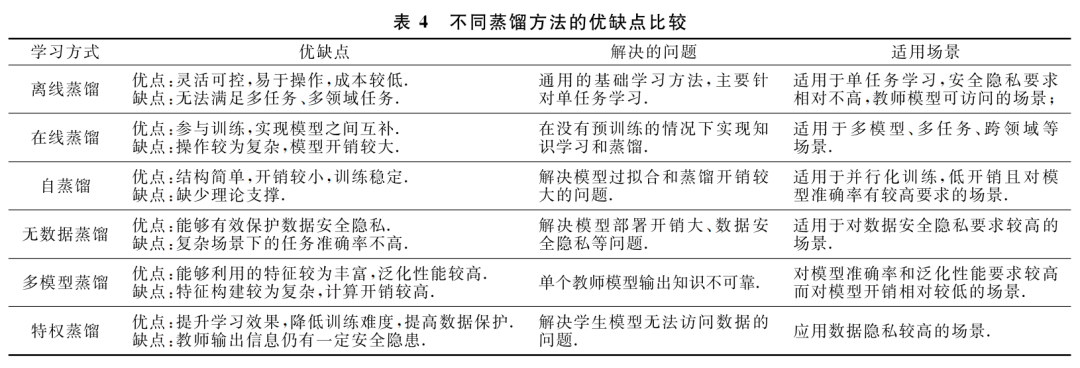 表 4 不同蒸馏方法的优缺点比较
学习方式 优缺点 解决的问题 适用场景
离线蒸馏 优点:灵活可控,易于操作,成本较低. 通用的基础学习方法,主要针 适用于单任务学习,安全隐私要求
缺点:无法满足多任务、多领域任务. 对单任务学习. 相对不高,教师模型可访问的场景;
在线蒸馏 优点:参与训练,实现模型之间互补. 在没有预训练的情况下实现知 适用于多模型、多任务、跨领域等
缺点:操作较为复杂,模型开销较大. 识学习和蒸馏. 场景.
自蒸馏 优点:结构简单,开销较小,训练稳定. 解决模型过拟合和蒸馏开销较 适用于并行化训练,低开销且对模
缺点:缺少理论支撑. 大的问题. 型准确率有较高要求的场景.
无数据蒸馏 优点:能够有效保护数据安全隐私. 解决模型部署开销大、数据安 适用于对数据安全隐私要求较高的
缺点:复杂场景下的任务准确率不高. 全隐私等问题. 场景.
多模型蒸馏 优点:能够利用的特征较为丰富,泛化性能较高. 单个教师模型输出知识不可靠. 对模型准确率和泛化性能要求较高
缺点:特征构建较为复杂,计算开销较高. 而对模型开销相对较低的场景.
特权蒸馏 优点:提升学习效果,降低训练难度,提高数据保护. 解决学生模型无法访问数据的 应用数据隐私较高的场景.
缺点:教师输出信息仍有一定安全隐患. 问题.